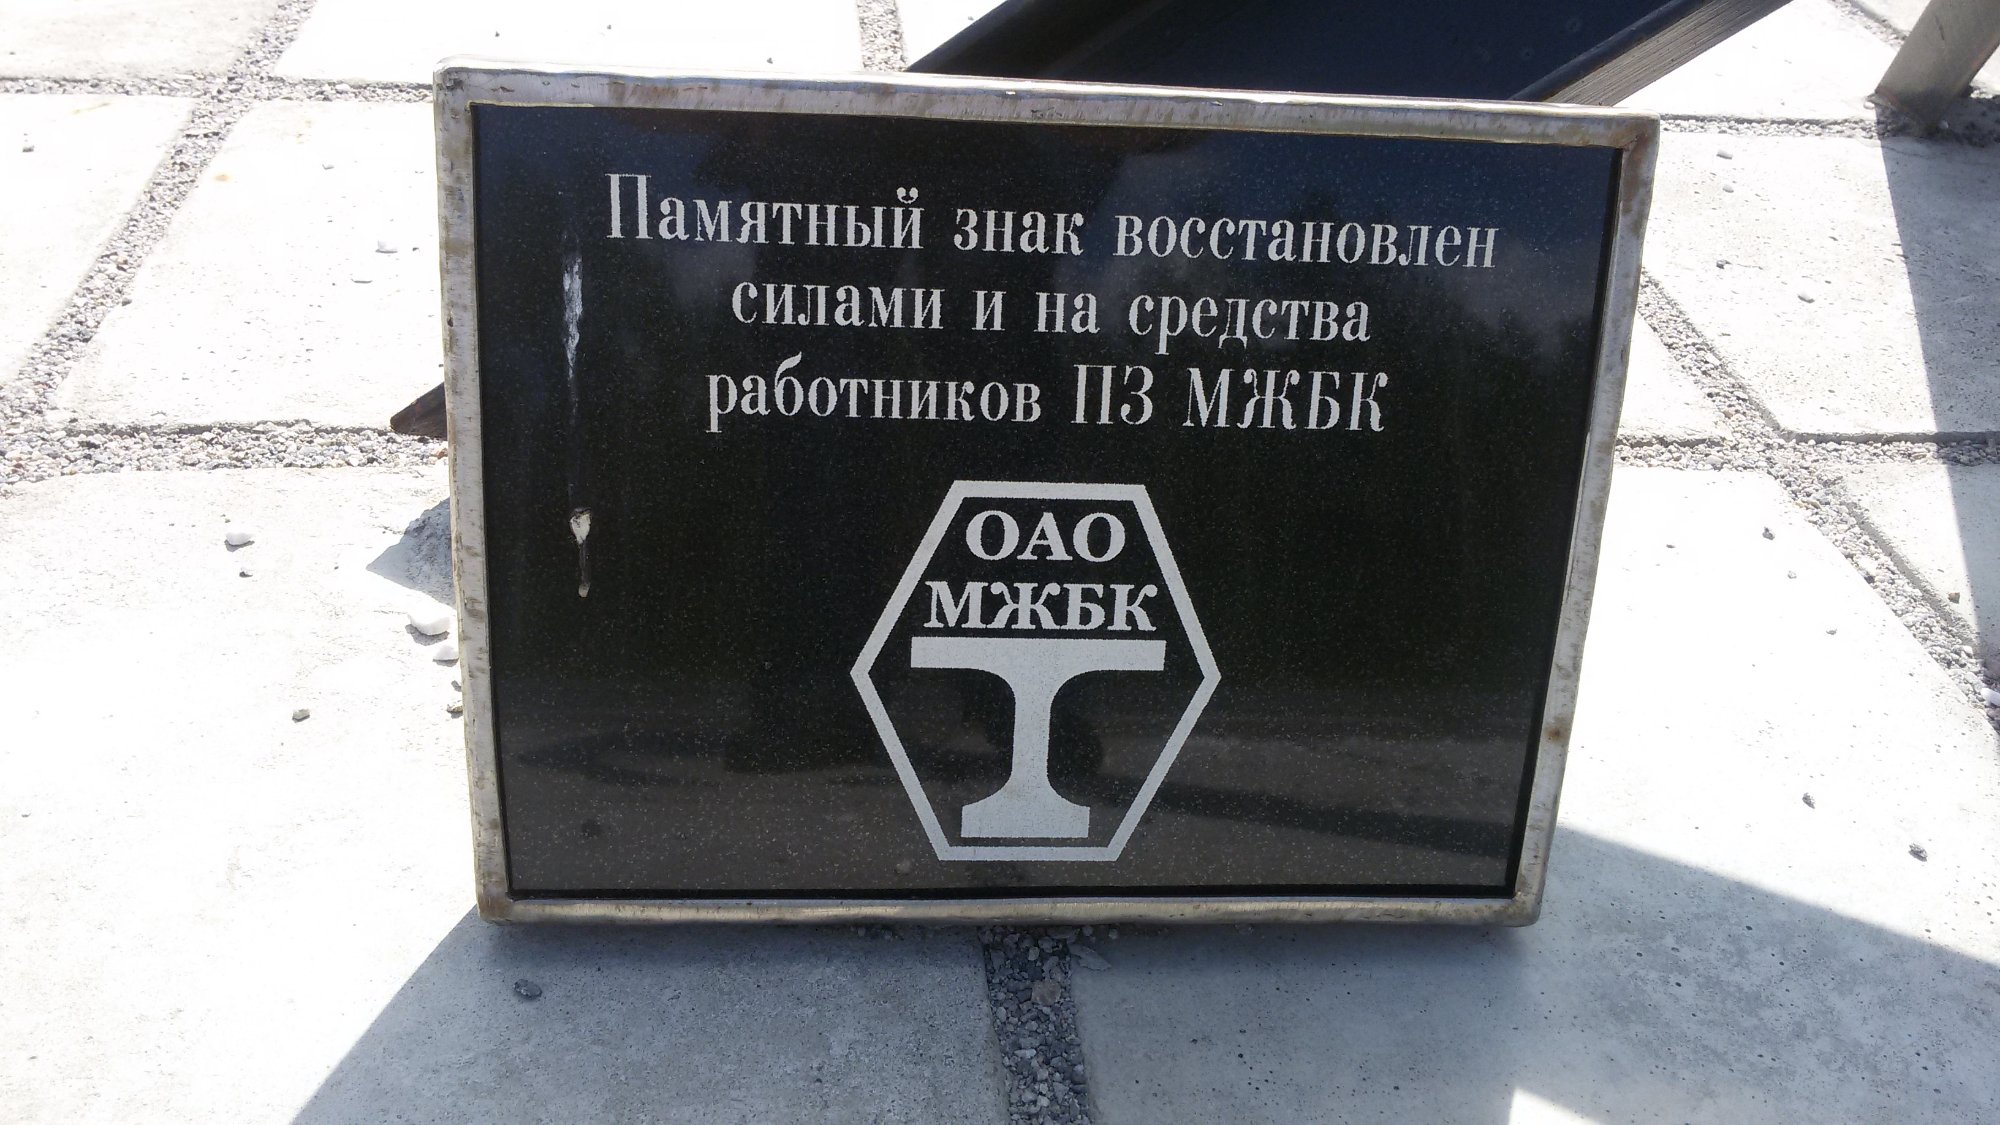 Памятный знак восстановлен
силами и на средства
работников ПЗ МЖБК
ОАО
МЖБК